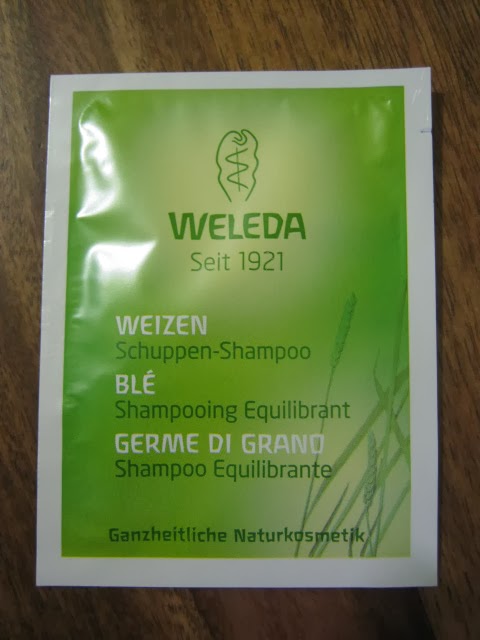 WELEDA
Seit 1921
WEIZEN
Schuppen-Shampoo
BLÉ
Shampooing Equilibrant
GERME DI GRANO
Shampoo Equilibrante
Ganzheitliche Naturkosmetik